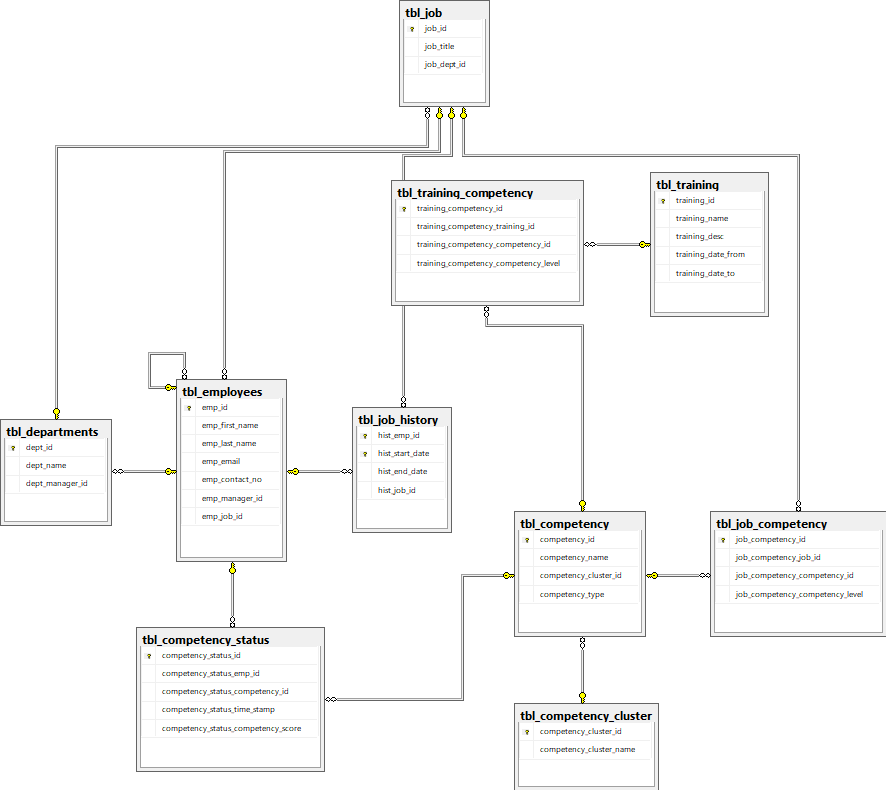 tbl_job
job_id
job_title
job_dept_id
tbl_training_competency
training_competency_id
training_competency_training_id
training_competency_competency_id
training_competency_competency_level
tbl_training
training_id
training_name
training_desc
training_date_from
training_date_to
tbl_departments
dept_id
dept_name
dept_manager_id
tbl_employees
emp_id
emp_first_name
emp_last_name
emp_email
emp_contact_no
emp_manager_id
emp_job_id
tbl_job_history
hist_emp_id
hist_start_date
hist_end_date
hist_job_id
tbl_competency
competency_id
competency_name
competency_cluster_id
competency_type
tbl_job_competency
job_competency_id
job_competency_job_id
job_competency_competency_id
job_competency_competency_level
tbl_competency_status
competency_status_id
competency_status_emp_id
competency_status_competency_id
competency_status_time_stamp
competency_status_competency_score
tbl_competency_cluster
competency_cluster_id
competency_cluster_name